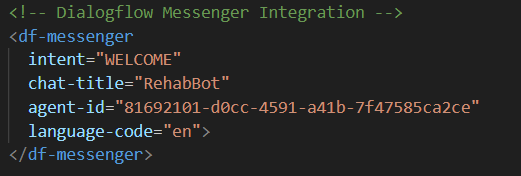 <!-- Dialogflow Messenger Integration -->
<df-messenger
intent="WELCOME"
chat-title="RehabBot"
agent-id="81692101-d0cc-4591-a41b-7f47585ca2ce"
language-code="en">
</df-messenger>